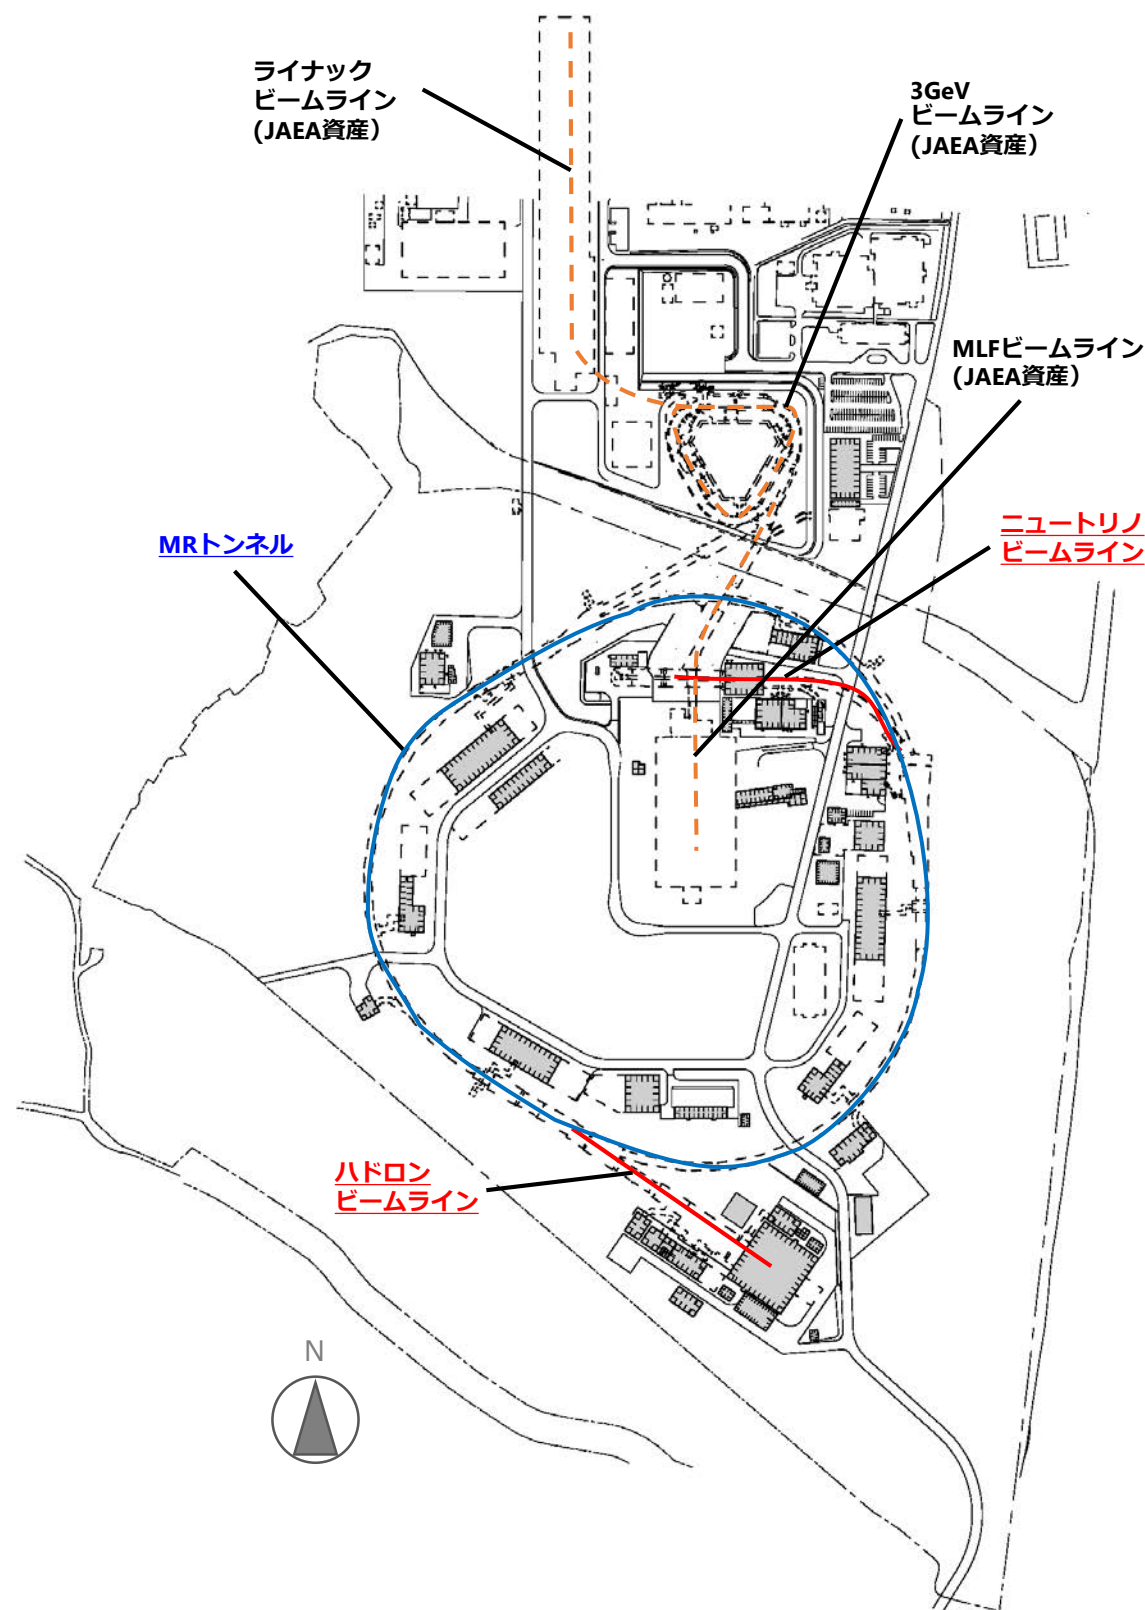 ライナック
ビームライン
(JAEA資産）
3GeV
ビームライン
(JAEA資産）
MLFビームライン
(JAEA資産）
ニュートリノ
ビームライン
MRトンネル
ハドロン
ビームライン
N